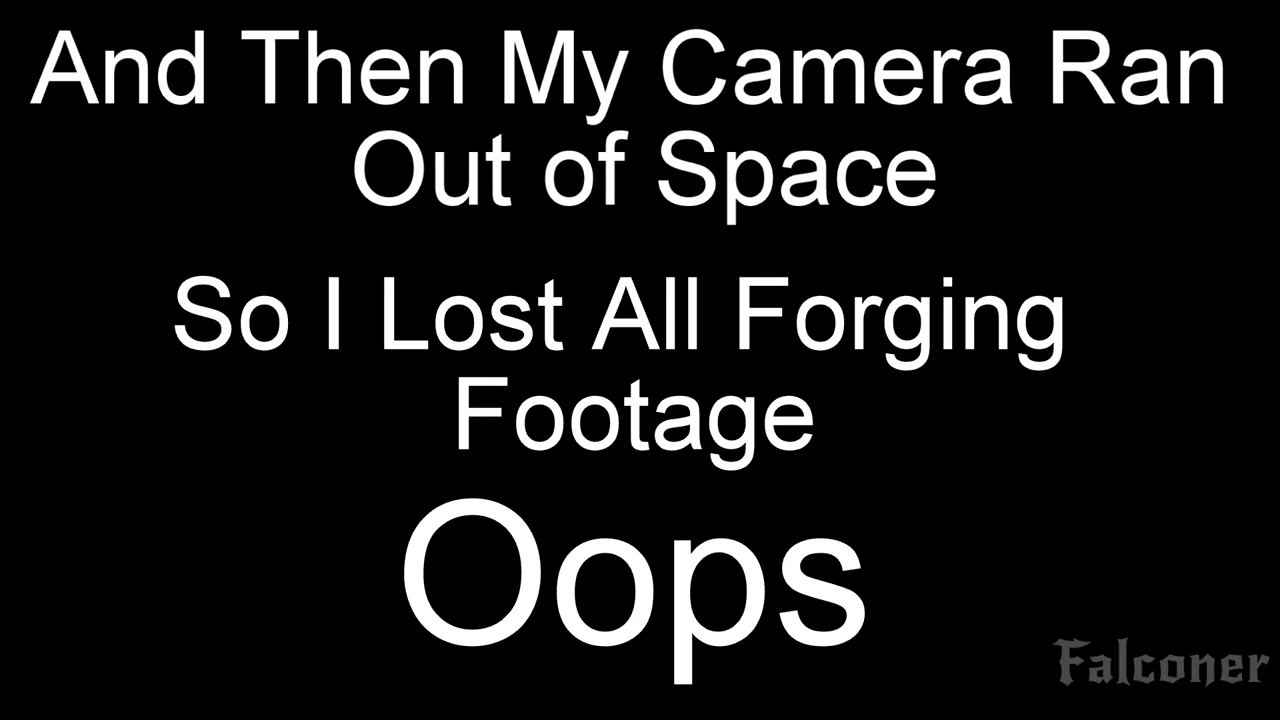 And Then My Camera Ran
Out of Space
So I Lost All Forging
Footage
Oops
Falconer